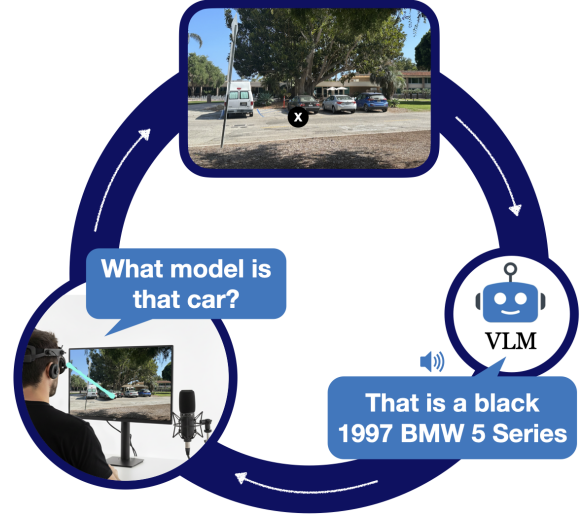 X
What model is
that car?
VLM
That is a black
1997 BMW 5 Series